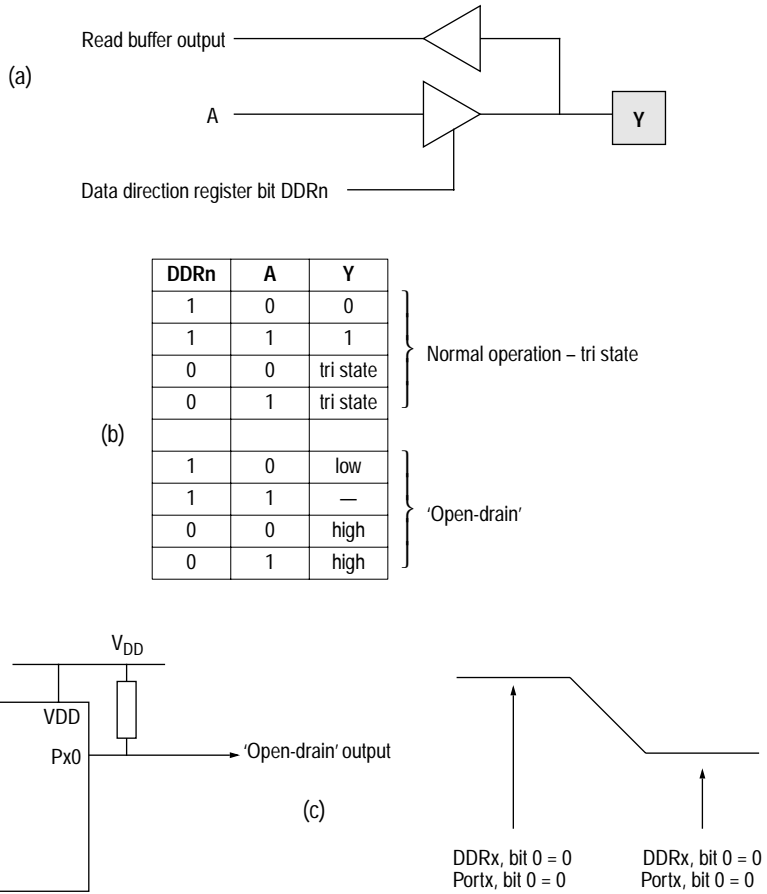 Read buffer output
(a)
A
Y
Data direction register bit DDRn
DDRn A Y
1 0 0
1 1 1
0 0 tri state
0 1 tri state
Normal operation – tri state
(b)
1 0 low
1 1 —
0 0 high
0 1 high
'Open-drain'
VDD
VDD
Px0
'Open-drain' output
(c)
DDRx, bit 0 = 0
Portx, bit 0 = 0
DDRx, bit 0 = 0
Portx, bit 0 = 0